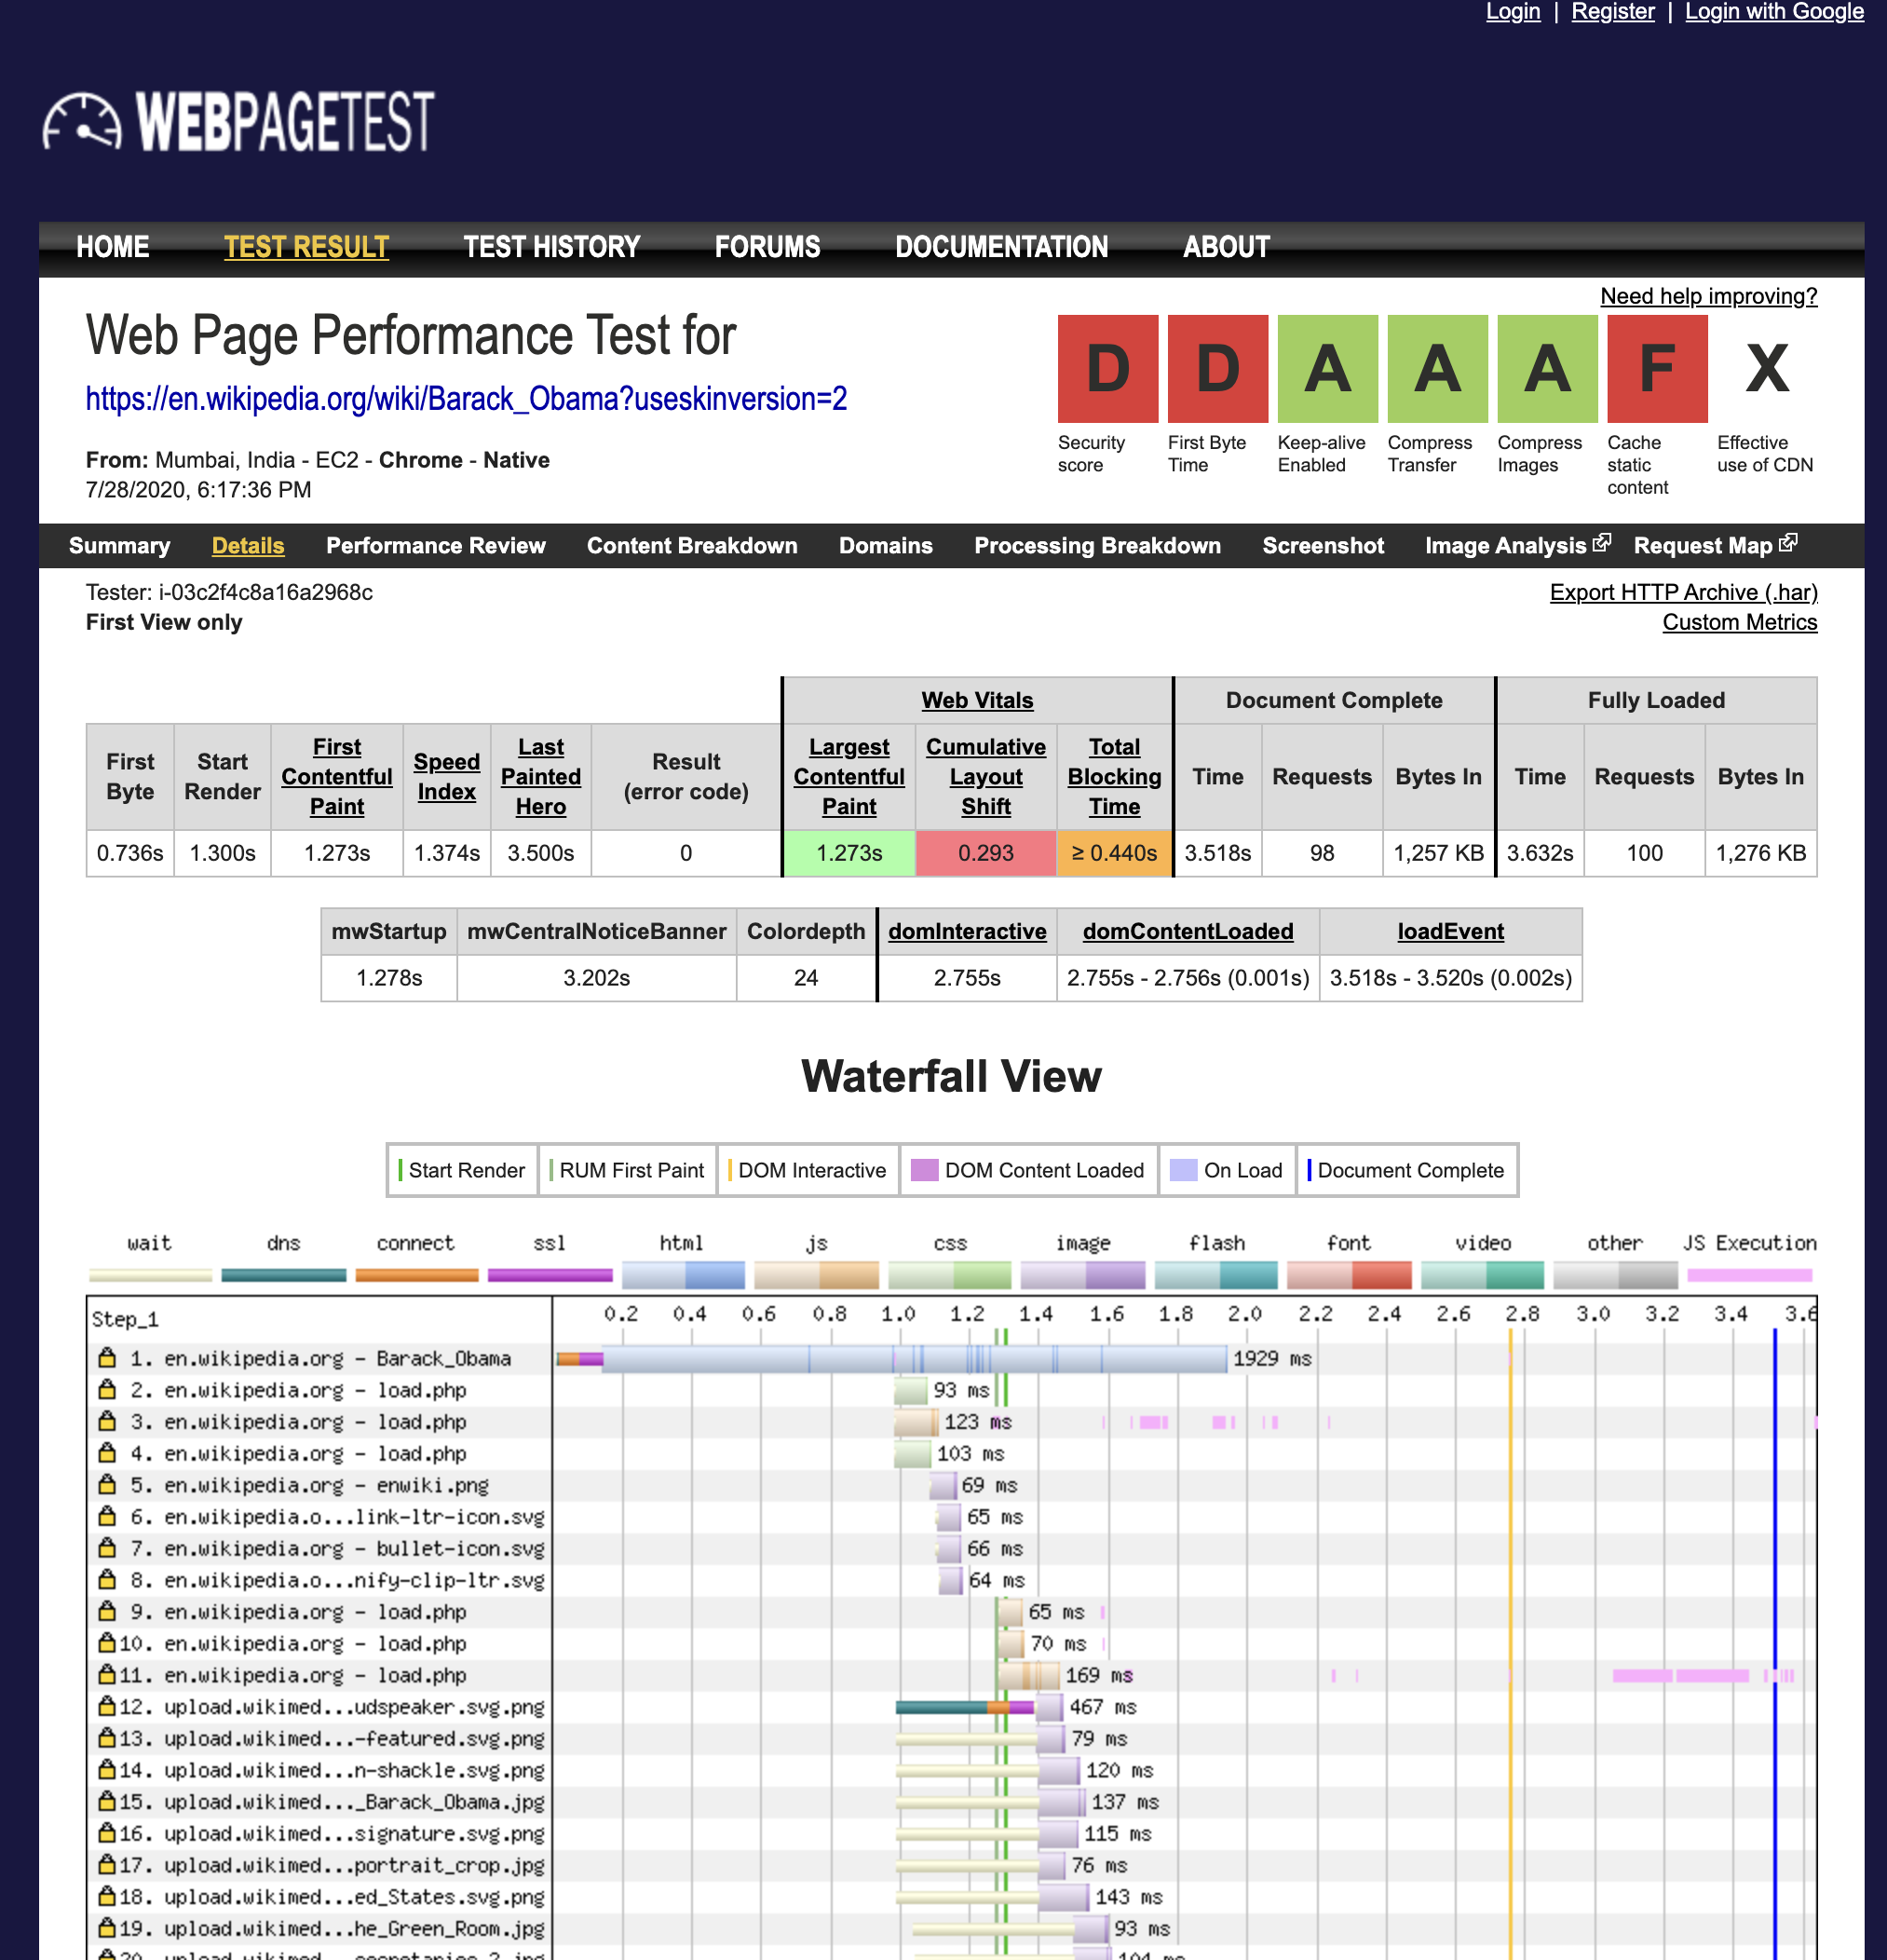 Login | Register | Login with Google
WEBPAGETEST
HOME TEST RESULT TEST HISTORY FORUMS DOCUMENTATION ABOUT
Need help improving?
Web Page Performance Test for
https://en.wikipedia.org/wiki/Barack_Obama?useskinversion=2
From: Mumbai, India - EC2 - Chrome - Native
7/28/2020, 6:17:36 PM
D D A A A F X
Security score First Byte Time Keep-alive Enabled Compress Transfer Compress Images Cache static content Effective use of CDN
Summary Details Performance Review Content Breakdown Domains Processing Breakdown Screenshot Image Analysis Request Map
Tester: i-03c2f4c8a16a2968c
First View only
Export HTTP Archive (.har)
Custom Metrics
Web Vitals Document Complete Fully Loaded
First Byte Start Render First Contentful Paint Speed Index Last Painted Hero Result (error code) Largest Contentful Paint Cumulative Layout Shift Total Blocking Time Time Requests Bytes In Time Requests Bytes In
0.736s 1.300s 1.273s 1.374s 3.500s 0 1.273s 0.293 ≥ 0.440s 3.518s 98 1,257 KB 3.632s 100 1,276 KB
mwStartup mwCentralNoticeBanner Colordepth domInteractive domContentLoaded loadEvent
1.278s 3.202s 24 2.755s 2.755s - 2.756s (0.001s) 3.518s - 3.520s (0.002s)
Waterfall View
Start Render RUM First Paint DOM Interactive DOM Content Loaded On Load Document Complete
wait dns connect ssl html js css image flash font video other JS Execution
Step_1 0.2 0.4 0.6 0.8 1.0 1.2 1.4 1.6 1.8 2.0 2.2 2.4 2.6 2.8 3.0 3.2 3.4 3.6
1. en.wikipedia.org - Barack_Obama 1929 ms
2. en.wikipedia.org - load.php 93 ms
3. en.wikipedia.org - load.php 123 ms
4. en.wikipedia.org - load.php 103 ms
5. en.wikipedia.org - enwiki.png 69 ms
6. en.wikipedia.o...link-ltr-icon.svg 65 ms
7. en.wikipedia.org - bullet-icon.svg 66 ms
8. en.wikipedia.o...nify-clip-ltr.svg 64 ms
9. en.wikipedia.org - load.php 65 ms
10. en.wikipedia.org - load.php 70 ms
11. en.wikipedia.org - load.php 169 ms
12. upload.wikimed...udspeaker.svg.png 467 ms
13. upload.wikimed...-featured.svg.png 79 ms
14. upload.wikimed...n-shackle.svg.png 120 ms
15. upload.wikimed..._Barack_Obama.jpg 137 ms
16. upload.wikimed...signature.svg.png 115 ms
17. upload.wikimed...portrait_crop.jpg 76 ms
18. upload.wikimed...ed_States.svg.png 143 ms
19. upload.wikimed...he_Green_Room.jpg 93 ms